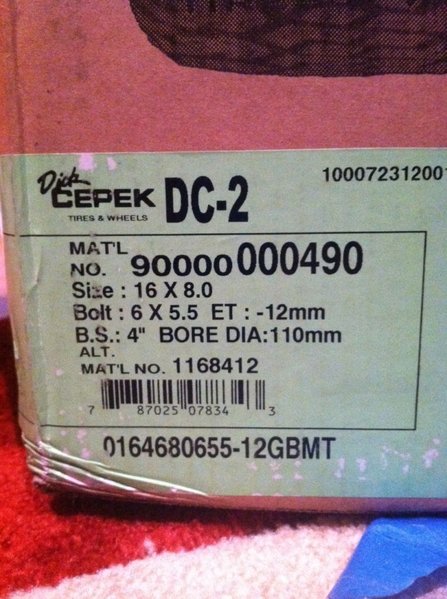 Dick
CEPEK DC-2
TIRES & WHEELS
100072312001
MAT'L
NO. 90000000490
Size : 16 X 8.0
Bolt : 6 X 5.5 ET : -12mm
B.S.: 4" BORE DIA:110mm
ALT.
MAT'L NO. 1168412
7 87025 07834 3
0164680655-12GBMT